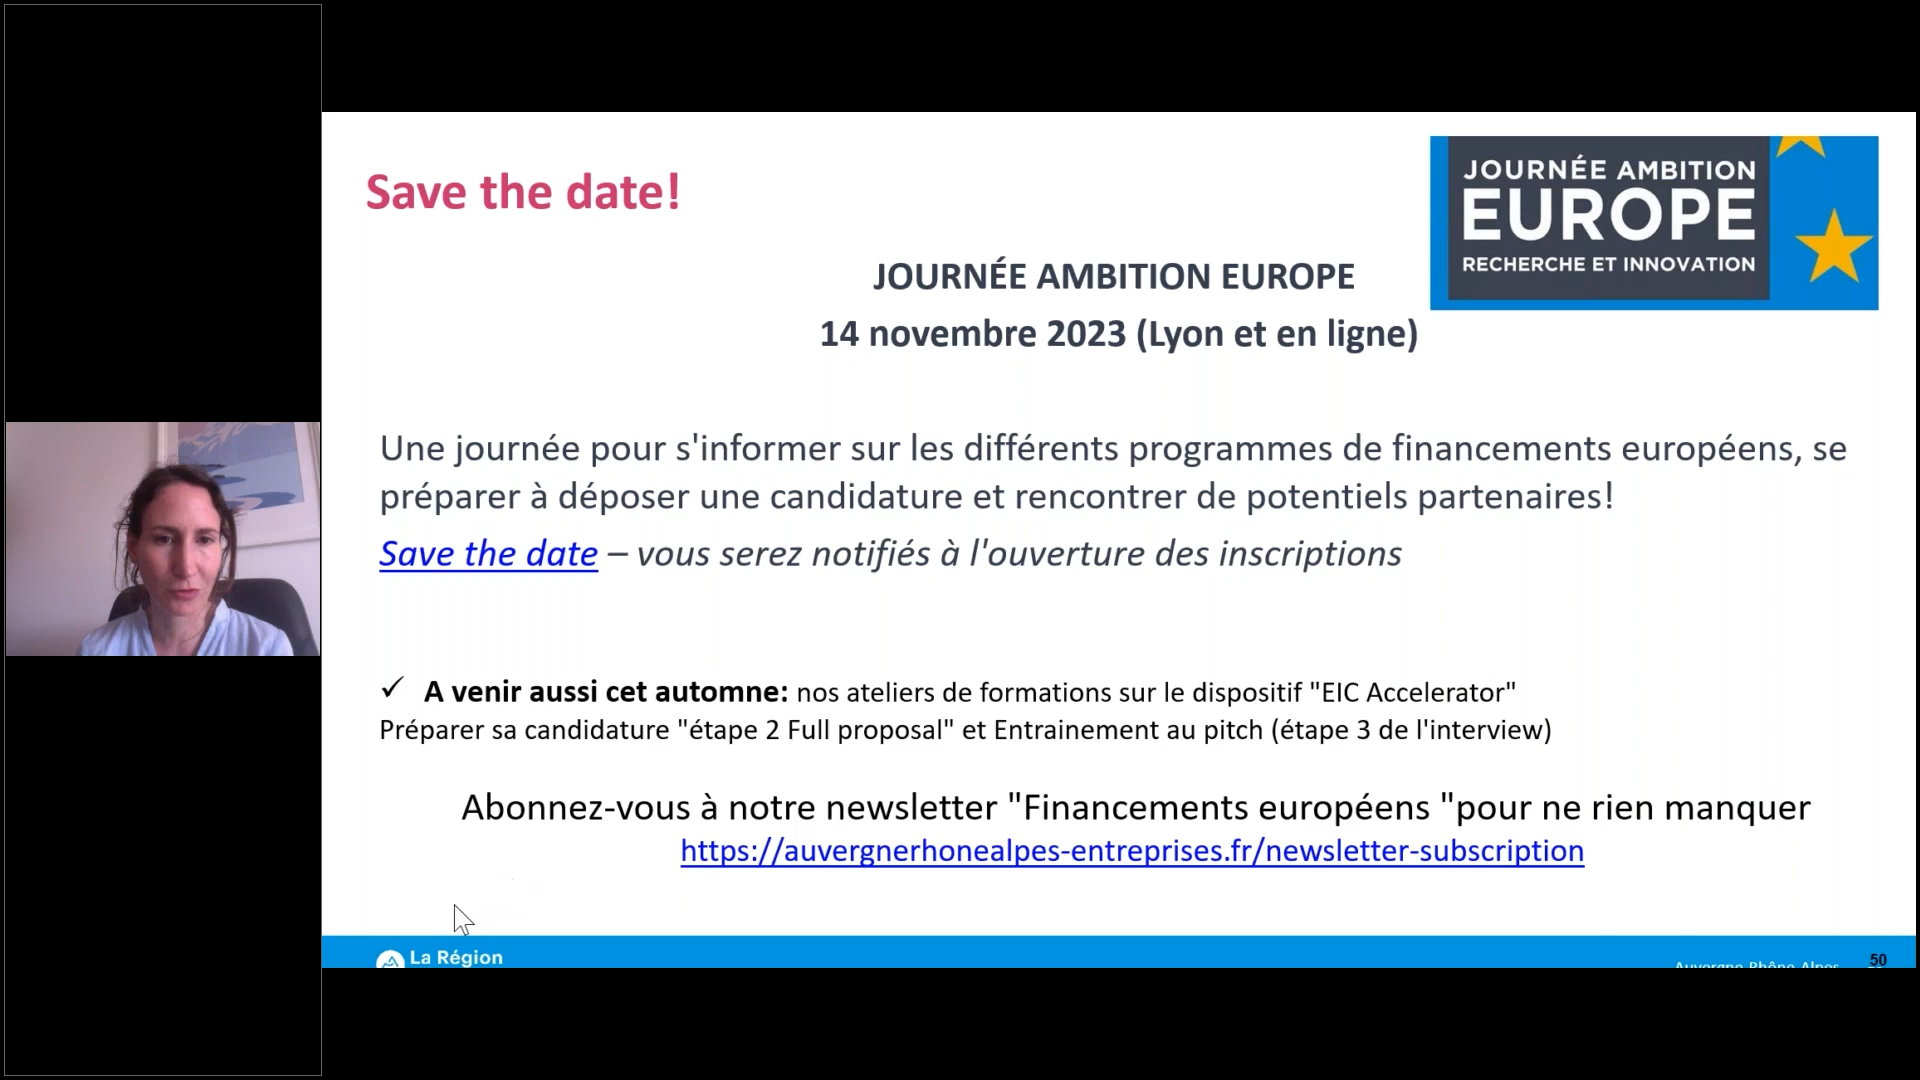 Save the date!
JOURNÉE AMBITION
EUROPE
RECHERCHE ET INNOVATION
JOURNÉE AMBITION EUROPE
14 novembre 2023 (Lyon et en ligne)
Une journée pour s'informer sur les différents programmes de financements européens, se
préparer à déposer une candidature et rencontrer de potentiels partenaires!
Save the date – vous serez notifiés à l'ouverture des inscriptions
✓ A venir aussi cet automne: nos ateliers de formations sur le dispositif "EIC Accelerator"
Préparer sa candidature "étape 2 Full proposal" et Entrainement au pitch (étape 3 de l'interview)
Abonnez-vous à notre newsletter "Financements européens "pour ne rien manquer
https://auvergnerhonealpes-entreprises.fr/newsletter-subscription
La Région
Auvergne-Rhône-Alpes
50